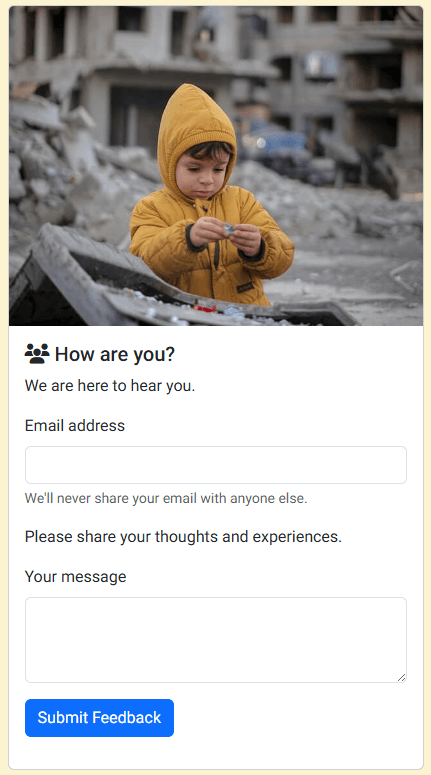 How are you?
We are here to hear you.
Email address
We'll never share your email with anyone else.
Please share your thoughts and experiences.
Your message
Submit Feedback